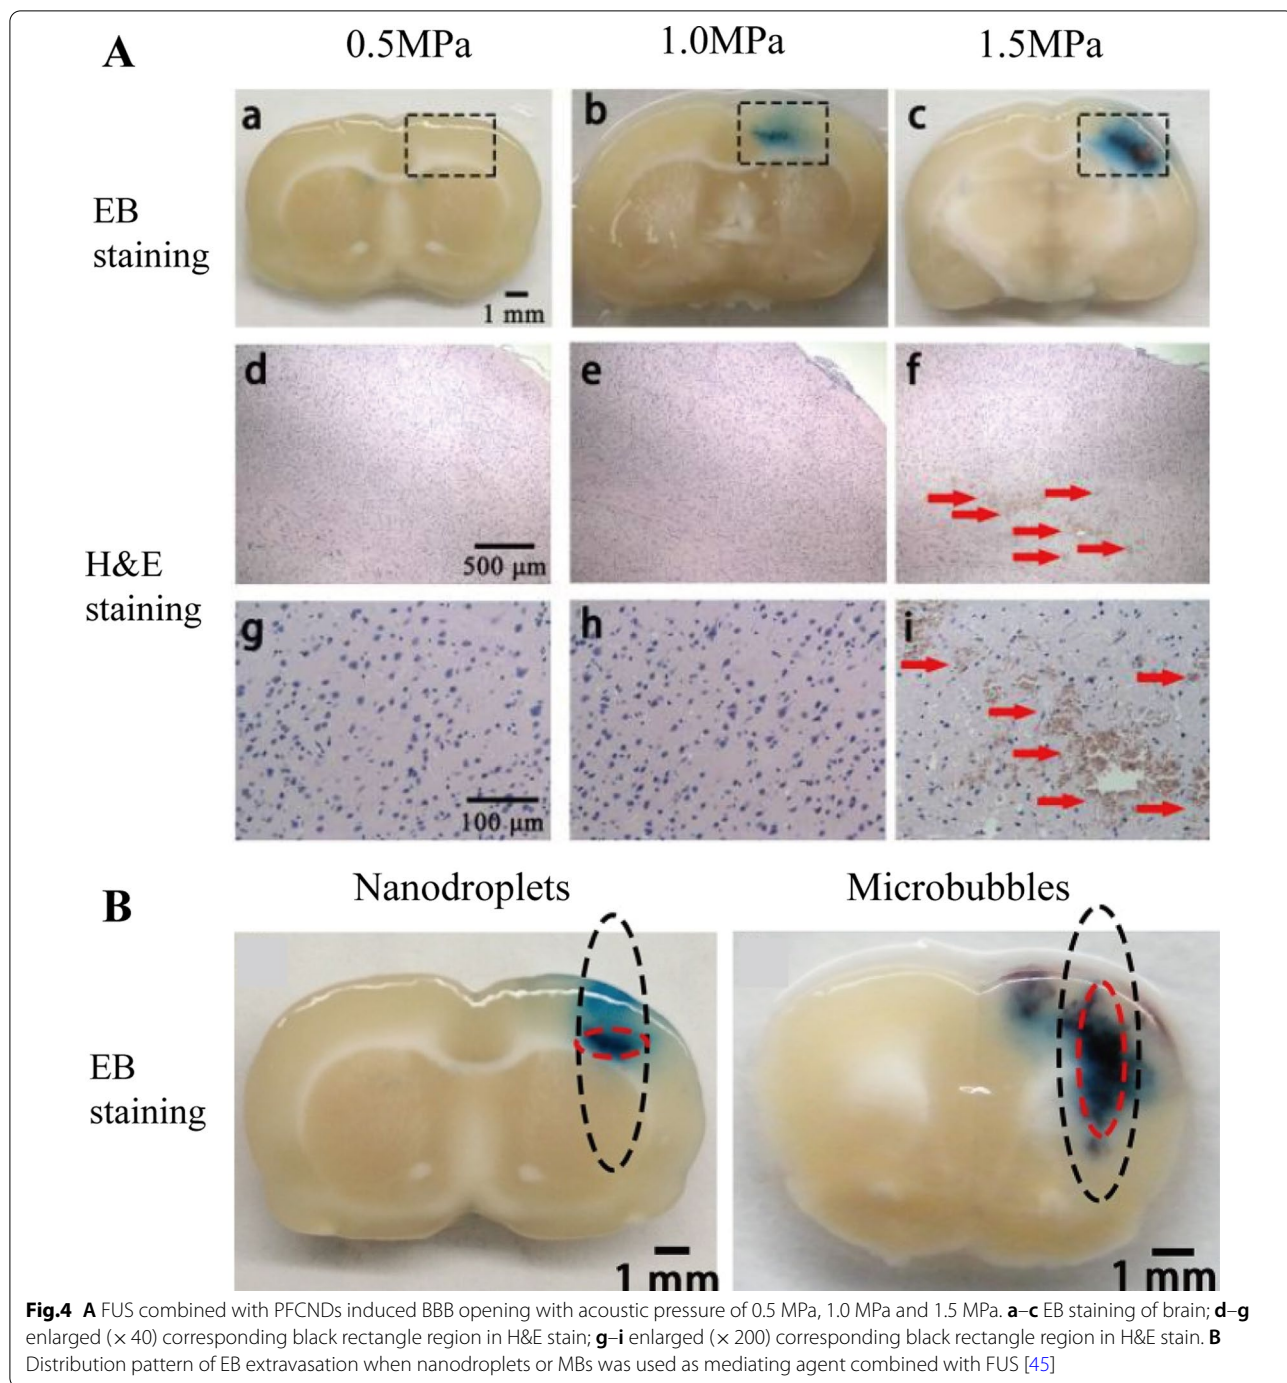 A
0.5MPa
1.0MPa
1.5MPa
EB
staining
a
1 mm
b
c
H&E
staining
d
500 μm
e
f
g
100 μm
h
i
B
Nanodroplets
Microbubbles
EB
staining
1 mm
1 mm
Fig.4 A FUS combined with PFCNDs induced BBB opening with acoustic pressure of 0.5 MPa, 1.0 MPa and 1.5 MPa. a–c EB staining of brain; d–g
enlarged (× 40) corresponding black rectangle region in H&E stain; g–i enlarged (× 200) corresponding black rectangle region in H&E stain. B
Distribution pattern of EB extravasation when nanodroplets or MBs was used as mediating agent combined with FUS [45]